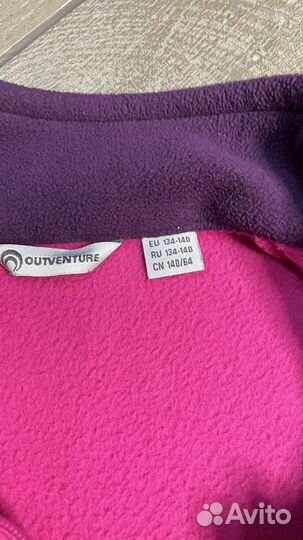 OUTVENTURE
EU 134-140
RU 134-140
CN 140/64
Avito